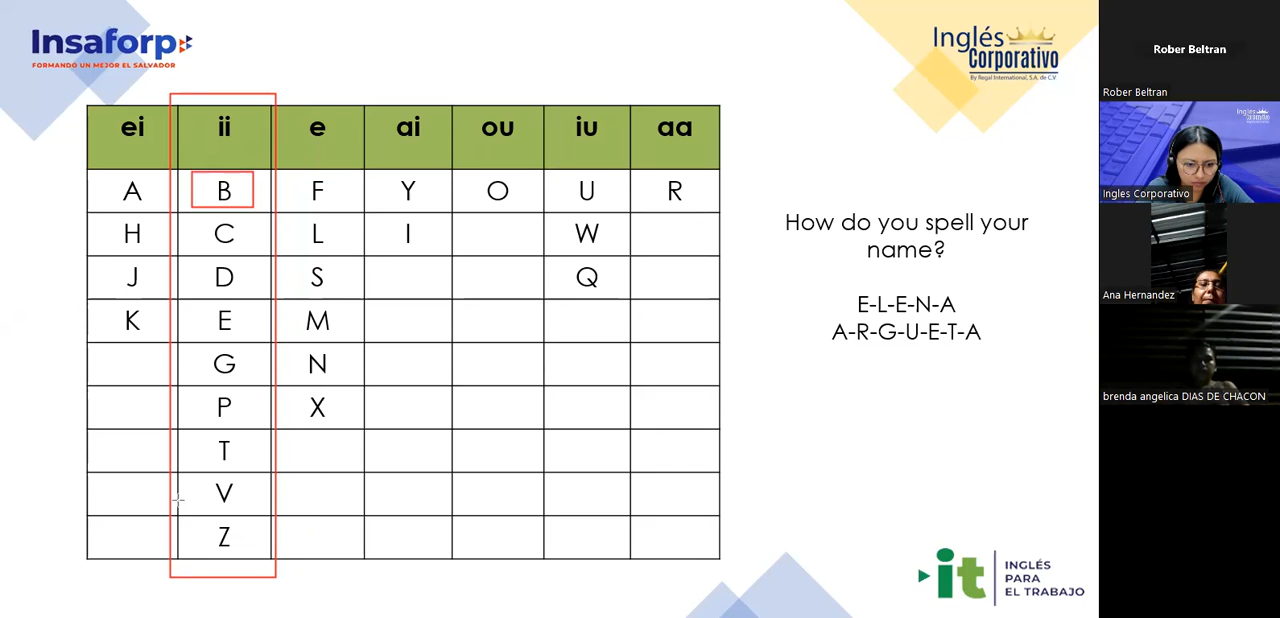 Insaforp
FORMANDO UN MEJOR EL SALVADOR
Inglés
Corporativo
By Regal International, S.A. de C.V.
ei ii e ai ou iu aa
A B F Y O U R
H C L I W
J D S Q
K E M
G N
P X
T
V
Z
How do you spell your
name?
E-L-E-N-A
A-R-G-U-E-T-A
it
INGLÉS
PARA
EL TRABAJO
Rober Beltran
Rober Beltran
Inglés
Ingles Corporativo
Ana Hernandez
brenda angelica DIAS DE CHACON